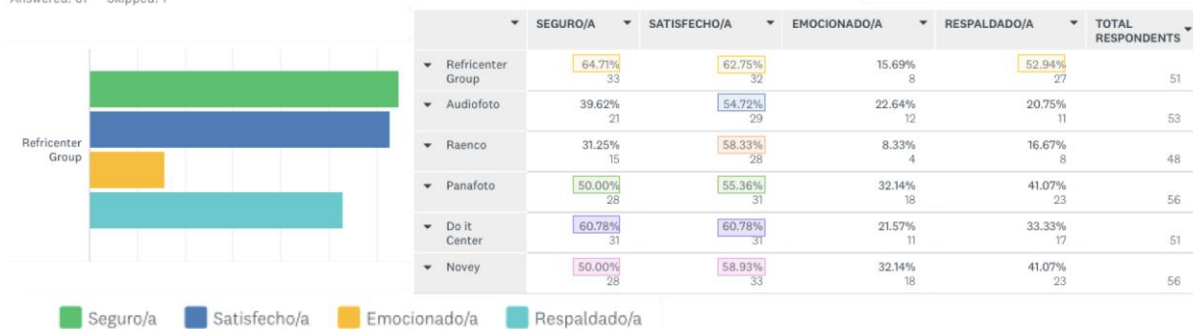 SEGURO/A SATISFECHO/A EMOCIONADO/A RESPALDADO/A TOTAL RESPONDENTS
Refricenter Group 64.71% 62.75% 15.69% 52.94%
33 32 8 27 51
Audiofoto 39.62% 54.72% 22.64% 20.75%
21 29 12 11 53
Raenco 31.25% 58.33% 8.33% 16.67%
15 28 4 8 48
Panafoto 50.00% 55.36% 32.14% 41.07%
28 31 18 23 56
Do it Center 60.78% 60.78% 21.57% 33.33%
31 31 11 17 51
Novey 50.00% 58.93% 32.14% 41.07%
28 33 18 23 56
Refricenter
Group
Seguro/a Satisfecho/a Emocionado/a Respaldado/a